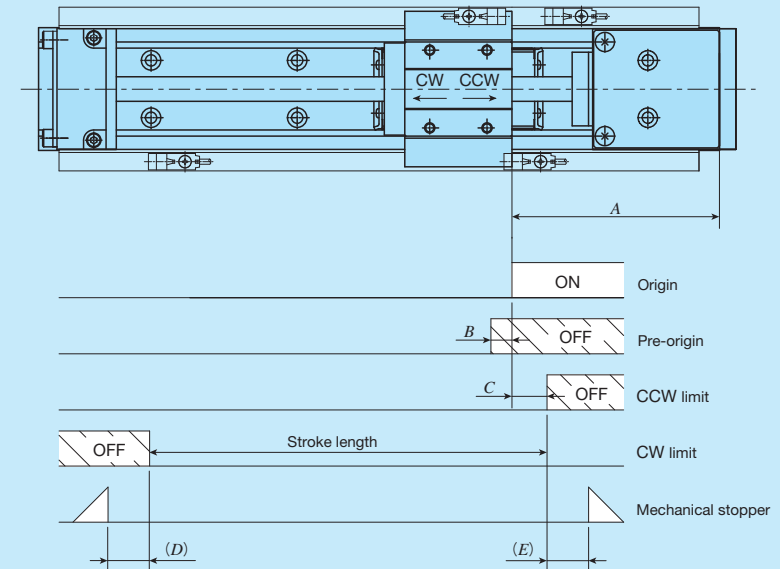 CW CCW
A
ON Origin
B OFF Pre-origin
C OFF CCW limit
OFF Stroke length CW limit
Mechanical stopper
(D) (E)